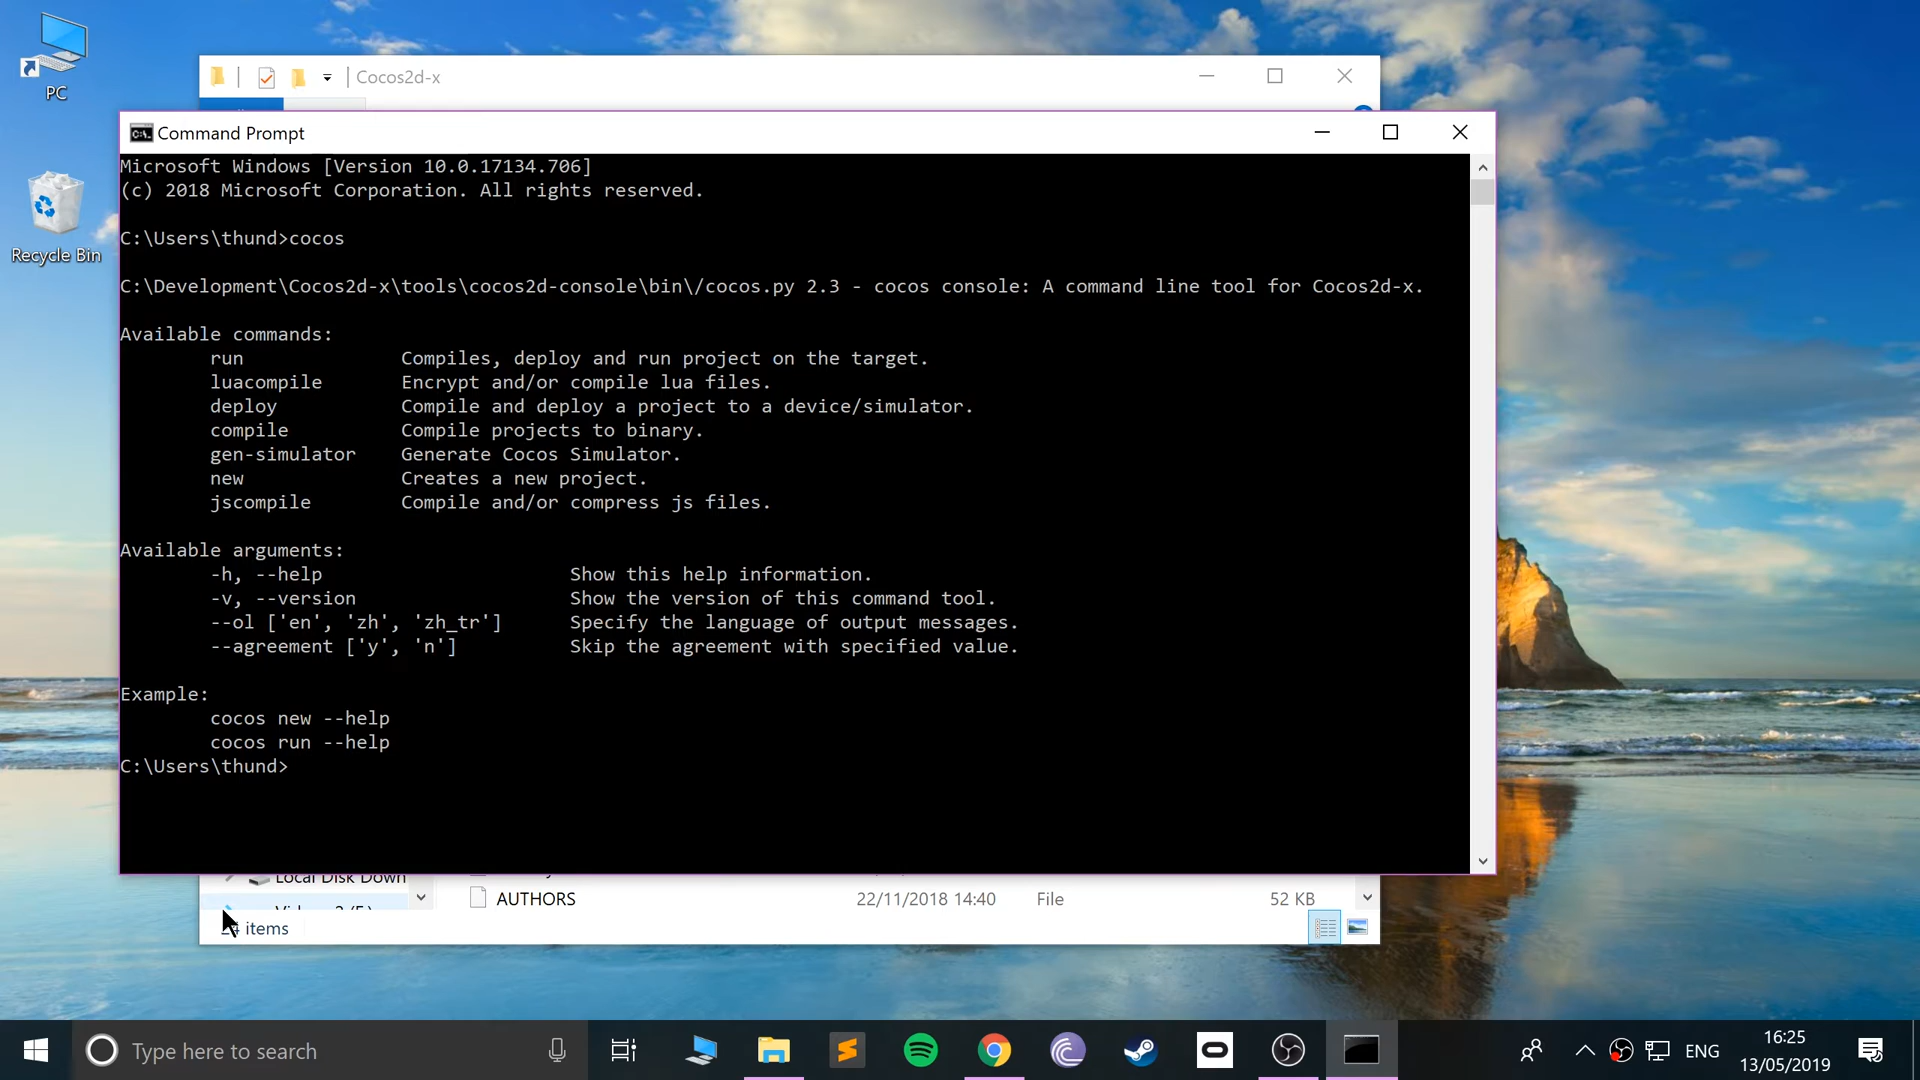 PC
Recycle Bin
Cocos2d-x
Command Prompt
Microsoft Windows [Version 10.0.17134.706]
(c) 2018 Microsoft Corporation. All rights reserved.
C:\Users\thund>cocos
C:\Development\Cocos2d-x\tools\cocos2d-console\bin\/cocos.py 2.3 - cocos console: A command line tool for Cocos2d-x.
Available commands:
run Compiles, deploy and run project on the target.
luacompile Encrypt and/or compile lua files.
deploy Compile and deploy a project to a device/simulator.
compile Compile projects to binary.
gen-simulator Generate Cocos Simulator.
new Creates a new project.
jscompile Compile and/or compress js files.
Available arguments:
-h, --help Show this help information.
-v, --version Show the version of this command tool.
--ol ['en', 'zh', 'zh_tr'] Specify the language of output messages.
--agreement ['y', 'n'] Skip the agreement with specified value.
Example:
cocos new --help
cocos run --help
C:\Users\thund>
Local Disk Down
AUTHORS 22/11/2018 14:40 File 52 KB
items
Type here to search
ENG
16:25
13/05/2019